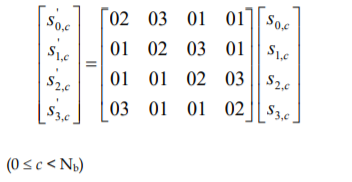 [s'0,c] = [02 03 01 01] [s0,c]
[s'1,c] = [01 02 03 01] [s1,c]
[s'2,c] = [01 01 02 03] [s2,c]
[s'3,c] = [03 01 01 02] [s3,c]
(0 ≤ c < Nb)